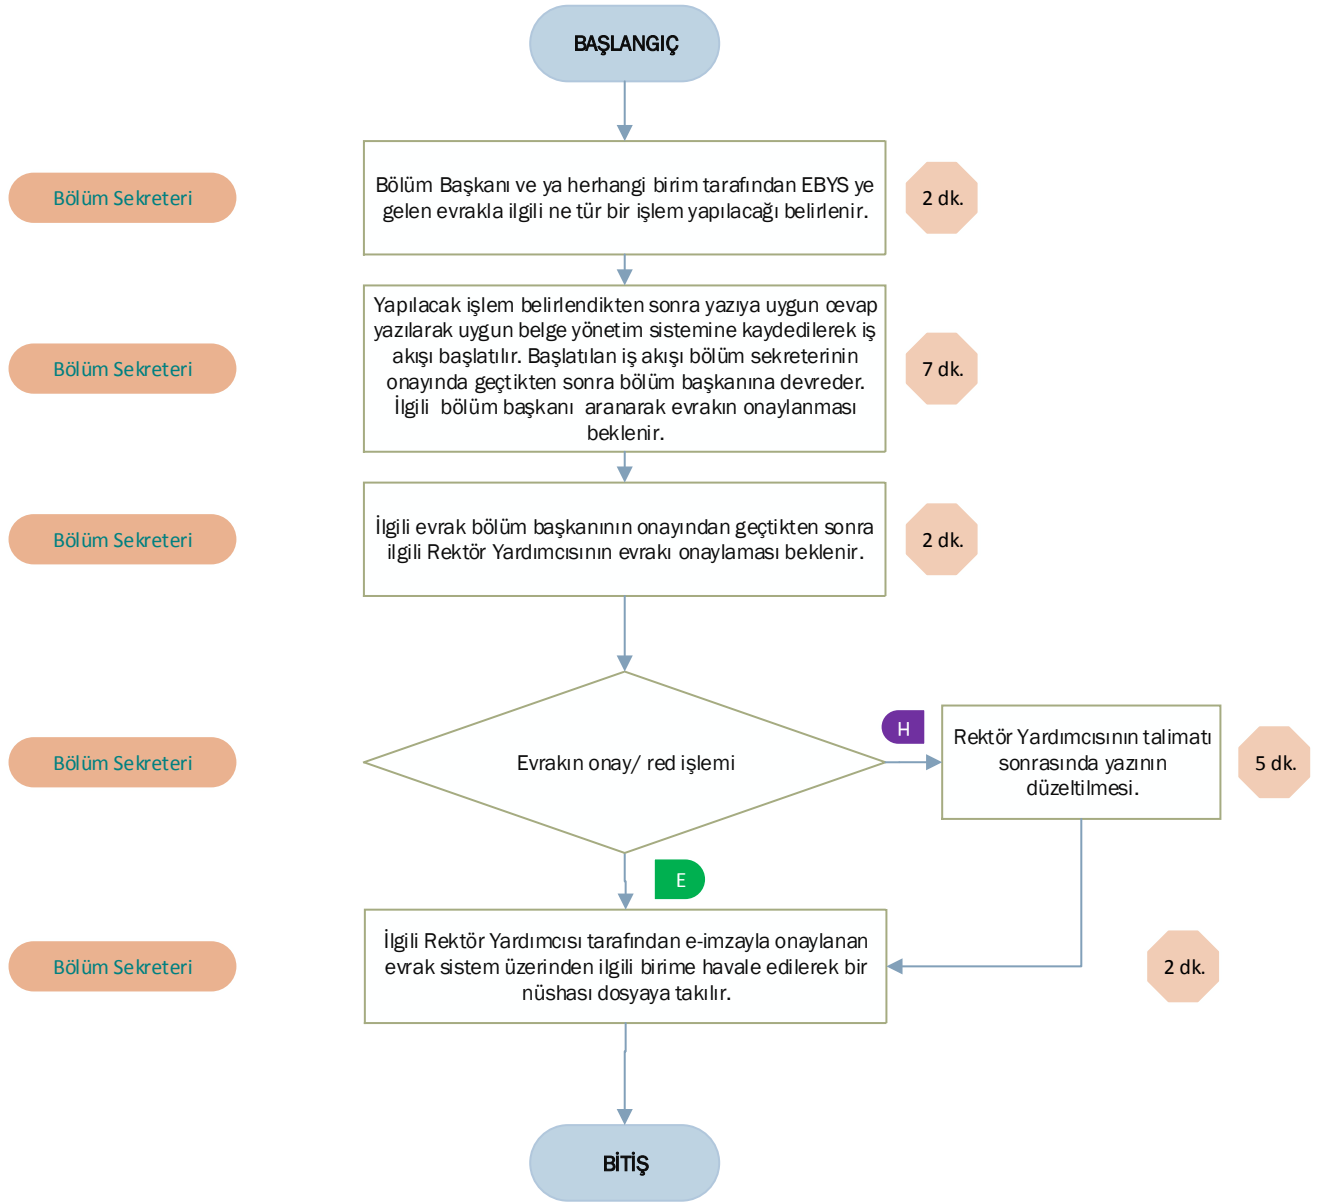 BAŞLANGIÇ
Bölüm Sekreteri
Bölüm Başkanı ve ya herhangi birim tarafından EBYS ye
gelen evrakla ilgili ne tür bir işlem yapılacağı belirlenir.
2 dk.
Bölüm Sekreteri
Yapılacak işlem belirlendikten sonra yazıya uygun cevap
yazılarak uygun belge yönetim sistemine kaydedilerek iş
akışı başlatılır. Başlatılan iş akışı bölüm sekreterinin
onayında geçtikten sonra bölüm başkanına devreder.
İlgili bölüm başkanı aranarak evrakın onaylanması
beklenir.
7 dk.
Bölüm Sekreteri
İlgili evrak bölüm başkanının onayından geçtikten sonra
ilgili Rektör Yardımcısının evrakı onaylaması beklenir.
2 dk.
Bölüm Sekreteri
Evrakın onay/ red işlemi
H
Rektör Yardımcısının talimatı
sonrasında yazının
düzeltilmesi.
5 dk.
E
Bölüm Sekreteri
İlgili Rektör Yardımcısı tarafından e-imzayla onaylanan
evrak sistem üzerinden ilgili birime havale edilerek bir
nüshası dosyaya takılır.
2 dk.
BİTİŞ